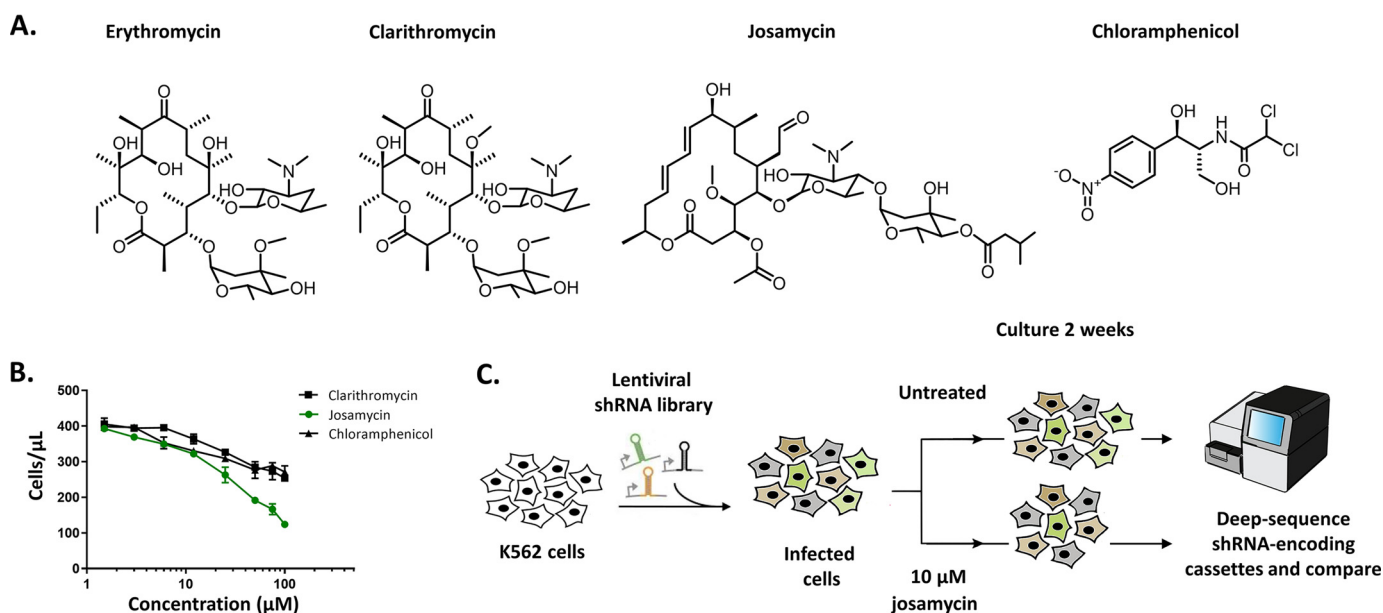 A.
Erythromycin
Clarithromycin
Josamycin
Chloramphenicol
O
OH
OH
OH
HO
N
O
O
O
O
O
O
O
OH
O
OH
OH
O
HO
N
O
O
O
O
O
O
O
OH
OH
O
O
O
O
O
O
HO
N
O
O
O
O
OH
O
O
OH
H
N
O
Cl
Cl
OH
⁻O
N⁺
O
B.
500
400
300
200
100
0
1
10
100
Cells/µL
Concentration (µM)
Clarithromycin
Josamycin
Chloramphenicol
C.
K562 cells
Lentiviral
shRNA library
Infected
cells
Culture 2 weeks
Untreated
10 µM
josamycin
Deep-sequence
shRNA-encoding
cassettes and compare